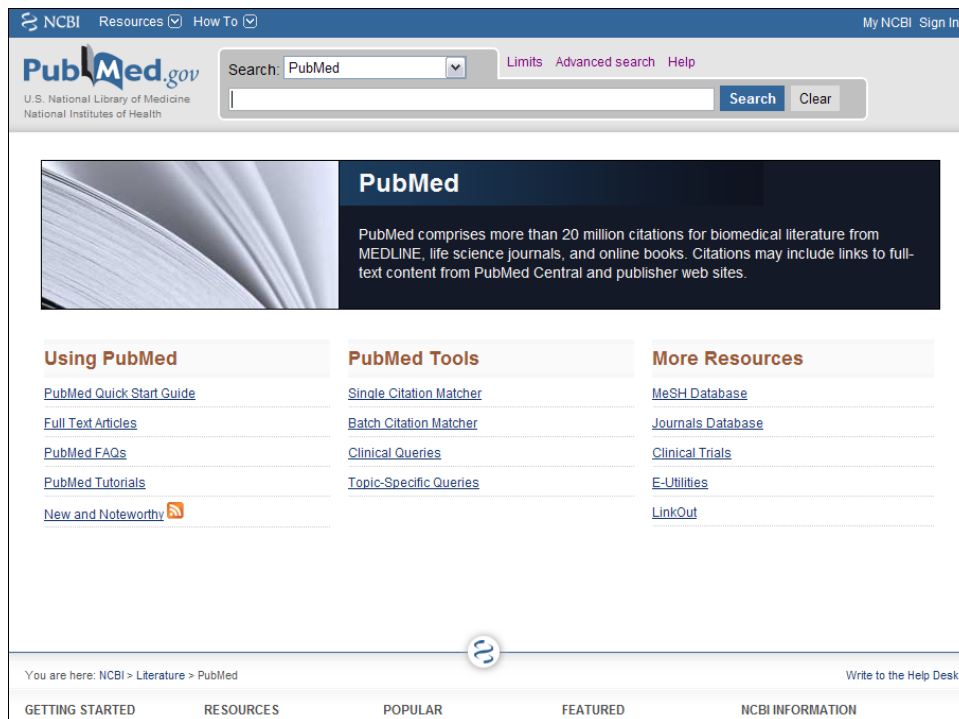 NCBI Resources How To My NCBI Sign In
PubMed.gov
U.S. National Library of Medicine
National Institutes of Health
Search: PubMed
Limits Advanced search Help
Search Clear
PubMed
PubMed comprises more than 20 million citations for biomedical literature from
MEDLINE, life science journals, and online books. Citations may include links to full-
text content from PubMed Central and publisher web sites.
Using PubMed
PubMed Quick Start Guide
Full Text Articles
PubMed FAQs
PubMed Tutorials
New and Noteworthy
PubMed Tools
Single Citation Matcher
Batch Citation Matcher
Clinical Queries
Topic-Specific Queries
More Resources
MeSH Database
Journals Database
Clinical Trials
E-Utilities
LinkOut
You are here: NCBI > Literature > PubMed Write to the Help Desk
GETTING STARTED RESOURCES POPULAR FEATURED NCBI INFORMATION